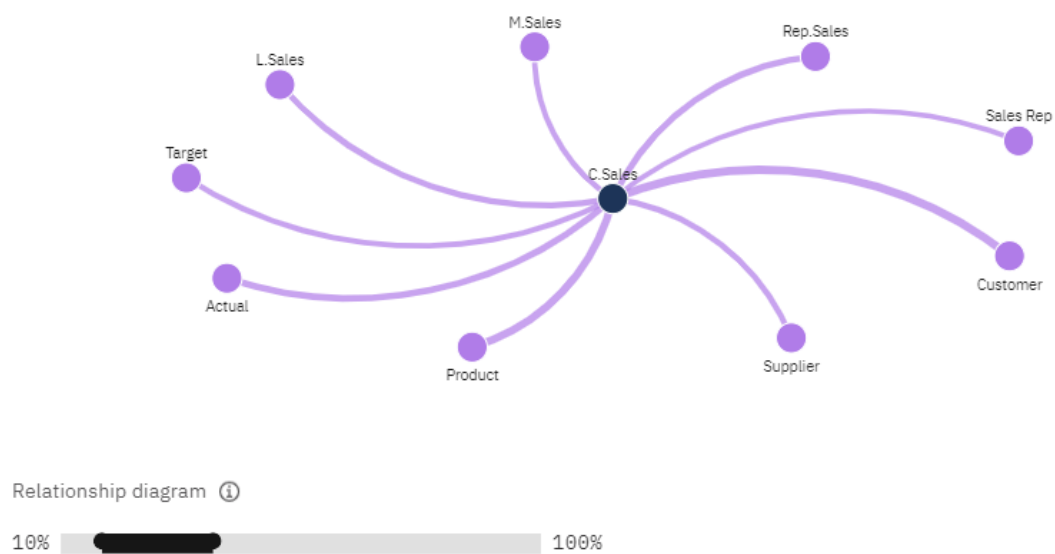 M.Sales
Rep.Sales
L.Sales
Sales Rep
Target
C.Sales
Customer
Actual
Supplier
Product
Relationship diagram
10% 100%